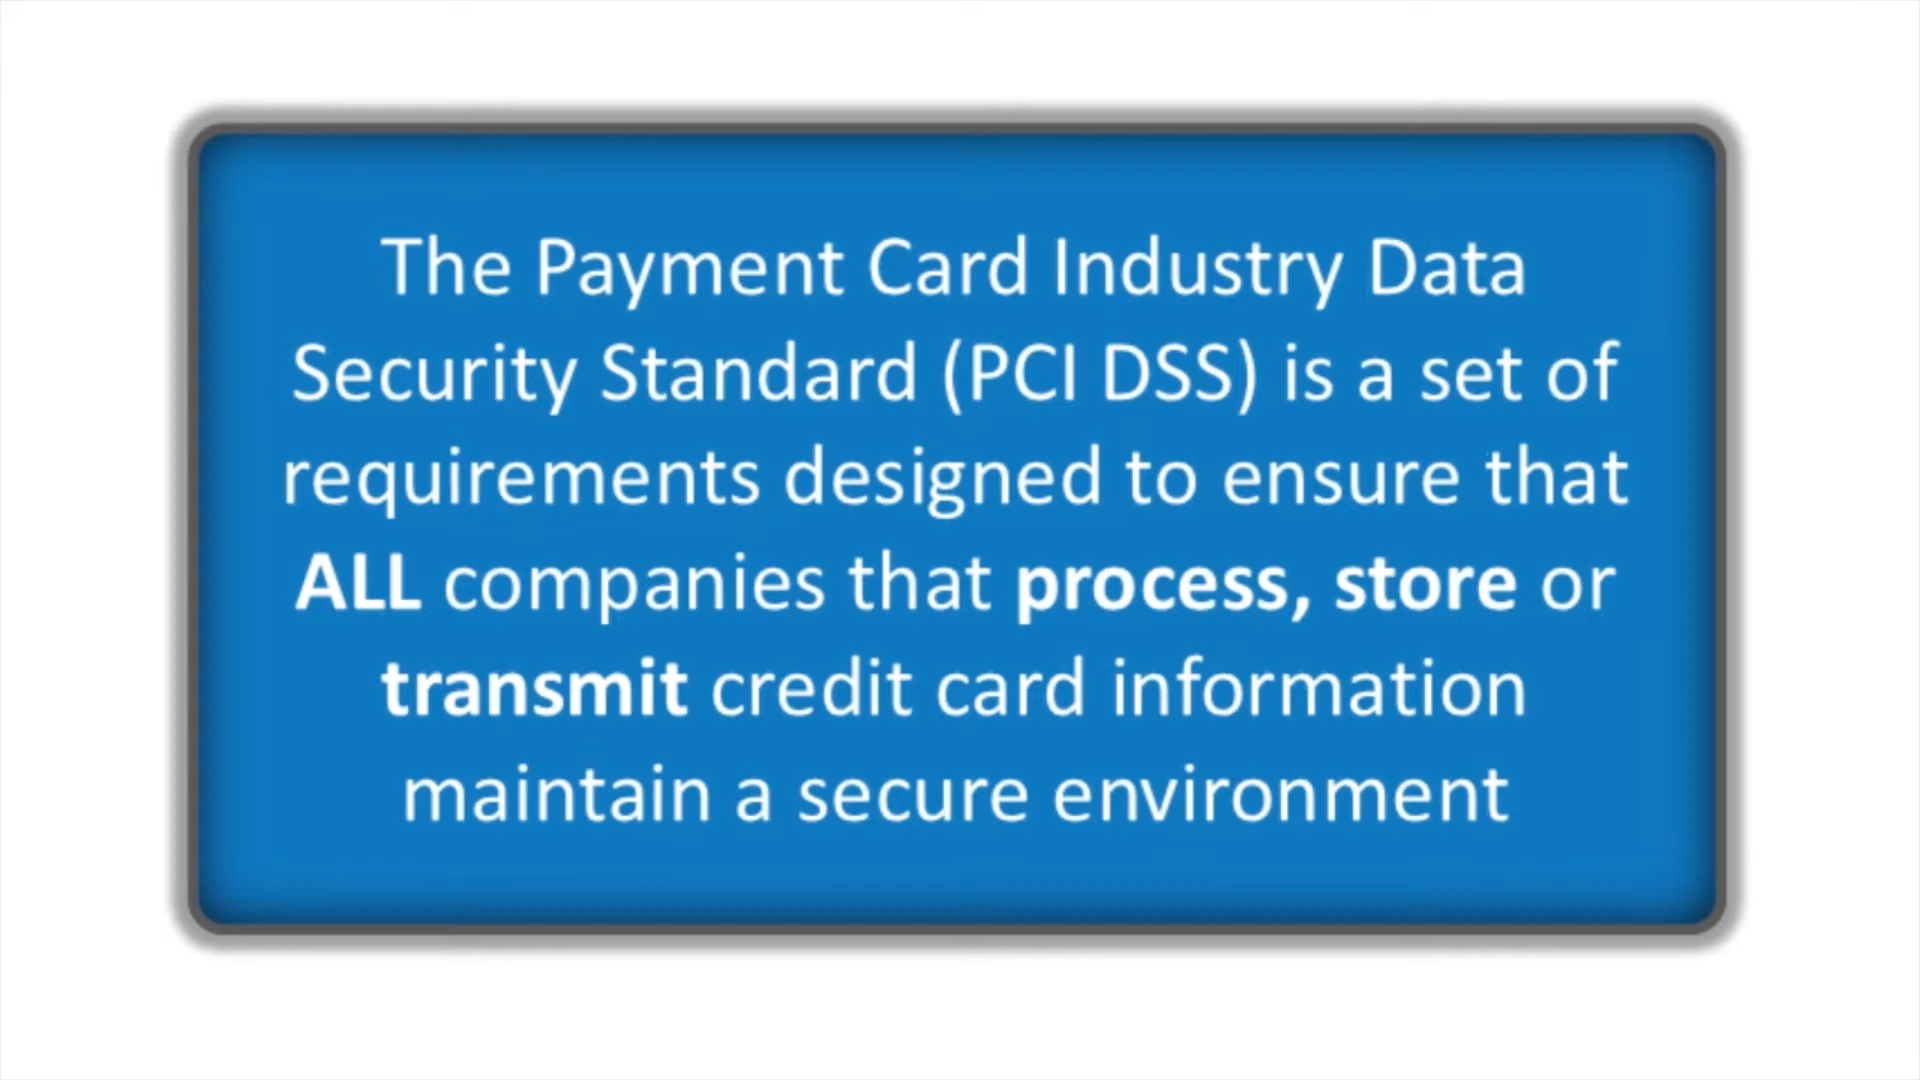 The Payment Card Industry Data
Security Standard (PCI DSS) is a set of
requirements designed to ensure that
ALL companies that process, store or
transmit credit card information
maintain a secure environment